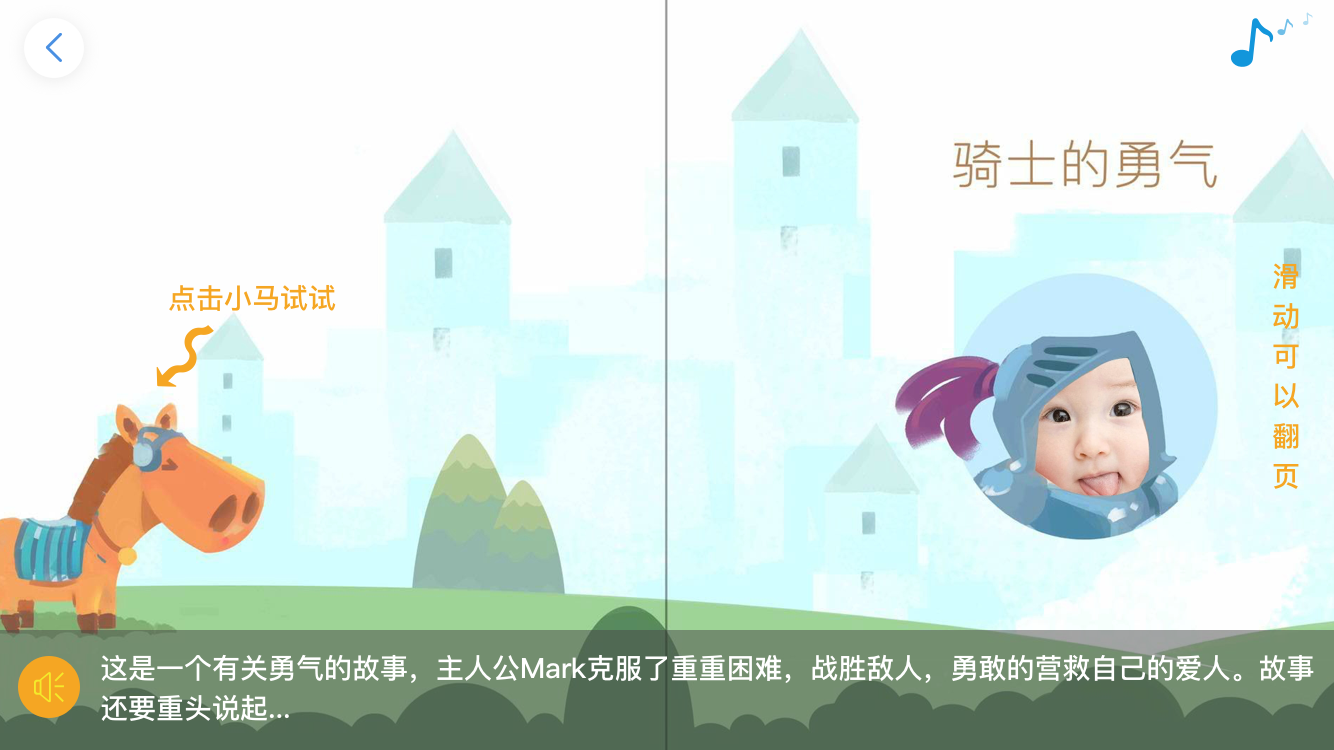 骑士的勇气
点击小马试试
滑动可以翻页
这是一个有关勇气的故事，主人公Mark克服了重重困难，战胜敌人，勇敢的营救自己的爱人。故事
还要重头说起...